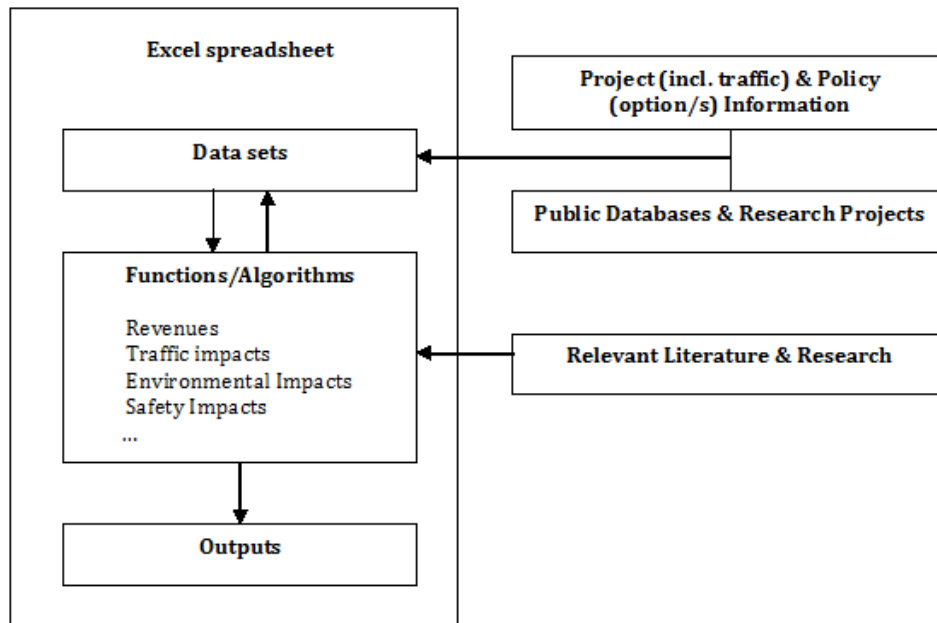 Excel spreadsheet
Project (incl. traffic) & Policy
(option/s) Information
Data sets
Public Databases & Research Projects
Functions/Algorithms
Revenues
Traffic impacts
Environmental Impacts
Safety Impacts
...
Relevant Literature & Research
Outputs